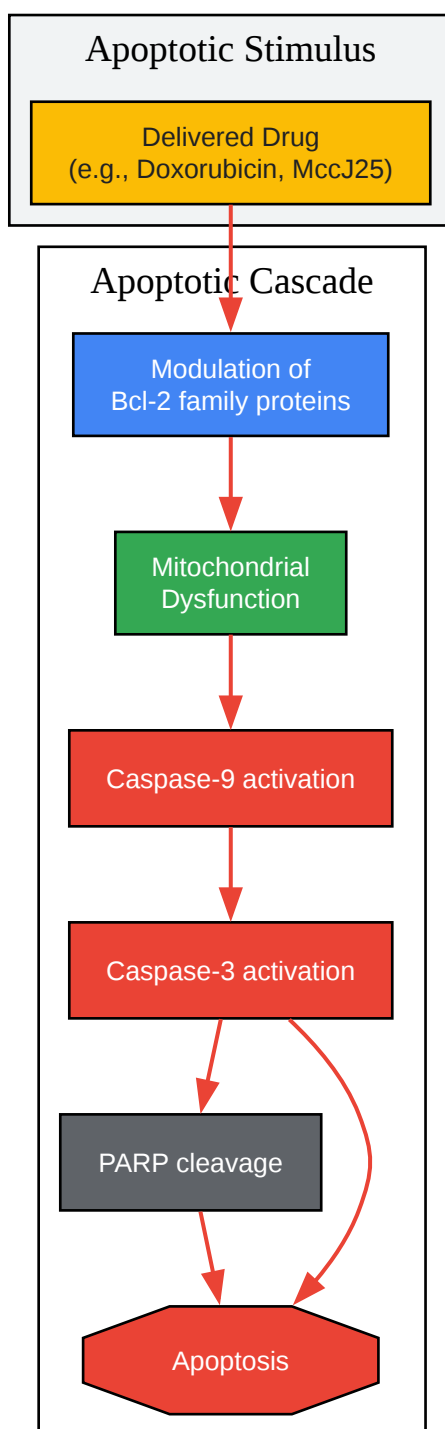 Apoptotic Stimulus
Delivered Drug
(e.g., Doxorubicin, MccJ25)
Apoptotic Cascade
Modulation of
Bcl-2 family proteins
Mitochondrial
Dysfunction
Caspase-9 activation
Caspase-3 activation
PARP cleavage
Apoptosis